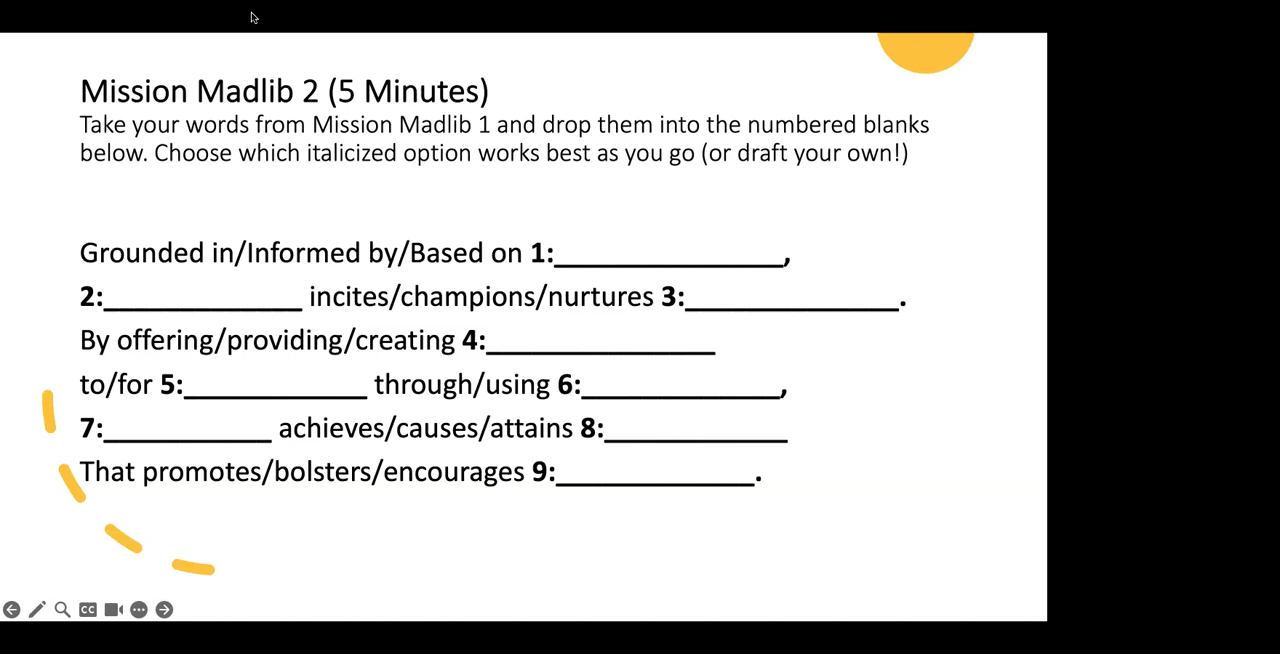 Mission Madlib 2 (5 Minutes)
Take your words from Mission Madlib 1 and drop them into the numbered blanks
below. Choose which italicized option works best as you go (or draft your own!)
Grounded in/Informed by/Based on 1:________________,
2:______________ incites/champions/nurtures 3:_______________.
By offering/providing/creating 4:________________
to/for 5:_____________ through/using 6:______________,
7:____________ achieves/causes/attains 8:_____________
That promotes/bolsters/encourages 9:______________.
CC